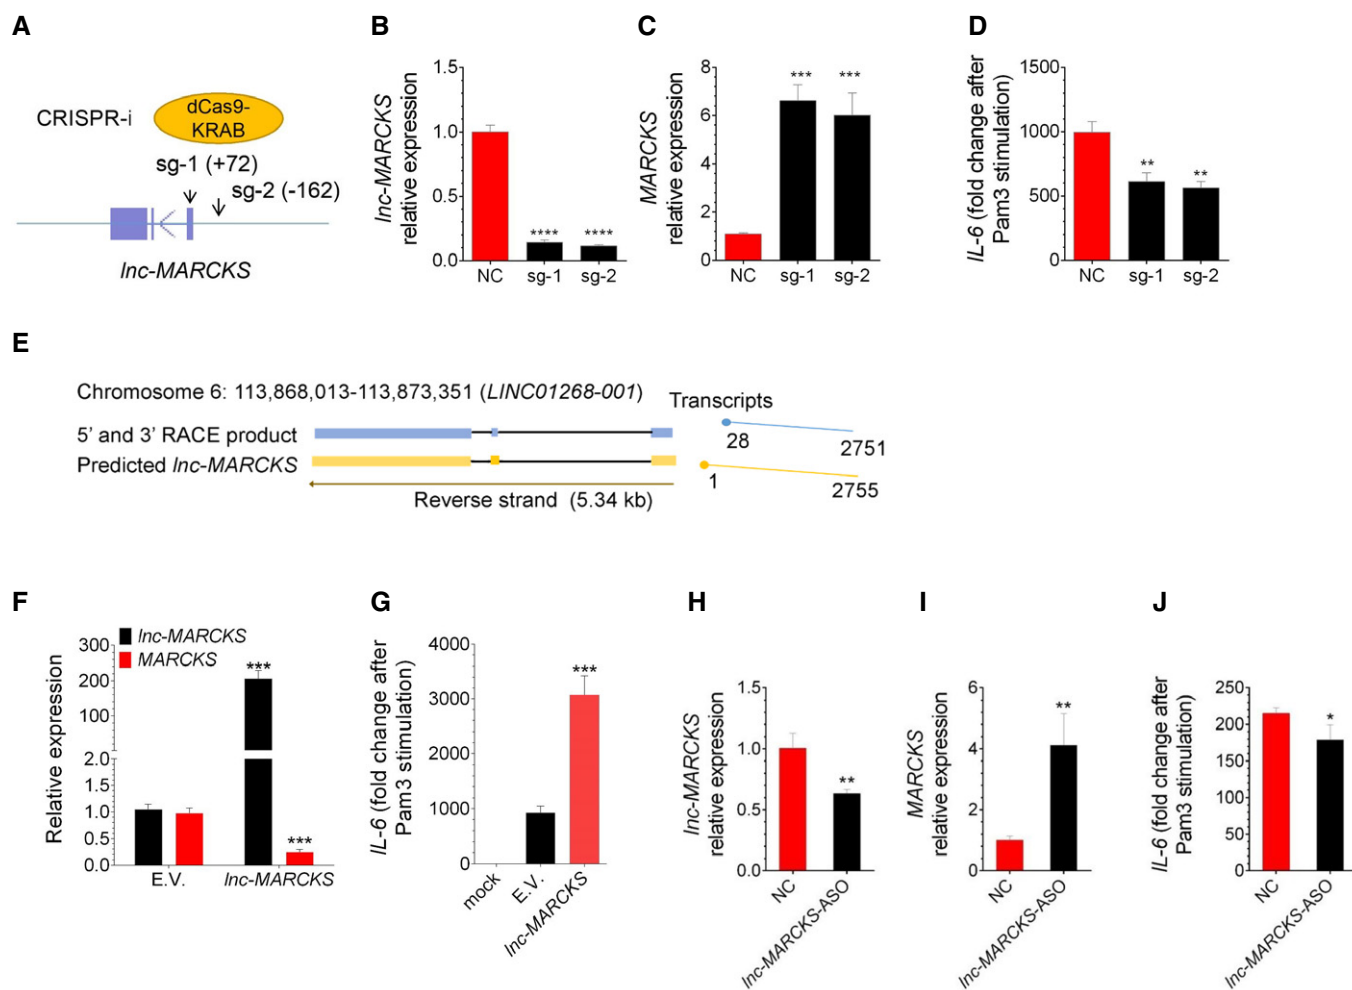 A
CRISPR-i
dCas9-
KRAB
sg-1 (+72)
sg-2 (-162)
lnc-MARCKS
B
lnc-MARCKS
relative expression
1.5
1.0
0.5
0.0
****
****
NC
sg-1
sg-2
C
MARCKS
relative expression
8
6
4
2
0
***
***
NC
sg-1
sg-2
D
IL-6 (fold change after
Pam3 stimulation)
1500
1000
500
0
**
**
NC
sg-1
sg-2
E
Chromosome 6: 113,868,013-113,873,351 (LINC01268-001)
Transcripts
5' and 3' RACE product
28
2751
Predicted lnc-MARCKS
1
2755
Reverse strand (5.34 kb)
F
lnc-MARCKS
MARCKS
Relative expression
300
200
100
2.0
1.5
1.0
0.5
0.0
***
***
E.V.
lnc-MARCKS
G
IL-6 (fold change after
Pam3 stimulation)
4000
3000
2000
1000
0
***
mock
E.V.
lnc-MARCKS
H
lnc-MARCKS
relative expression
1.5
1.0
0.5
0.0
**
NC
lnc-MARCKS-ASO
I
MARCKS
relative expression
6
4
2
0
**
NC
lnc-MARCKS-ASO
J
IL-6 (fold change after
Pam3 stimulation)
250
200
150
100
50
0
*
NC
lnc-MARCKS-ASO